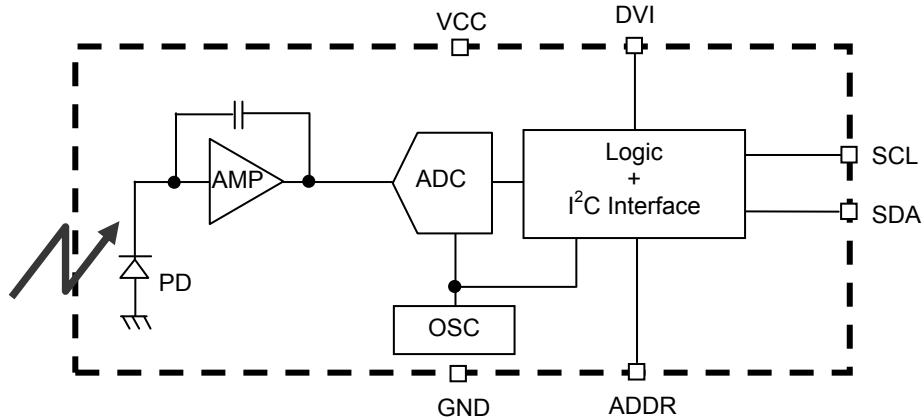 VCC
DVI
AMP
ADC
Logic
+
I²C Interface
SCL
SDA
PD
OSC
GND
ADDR